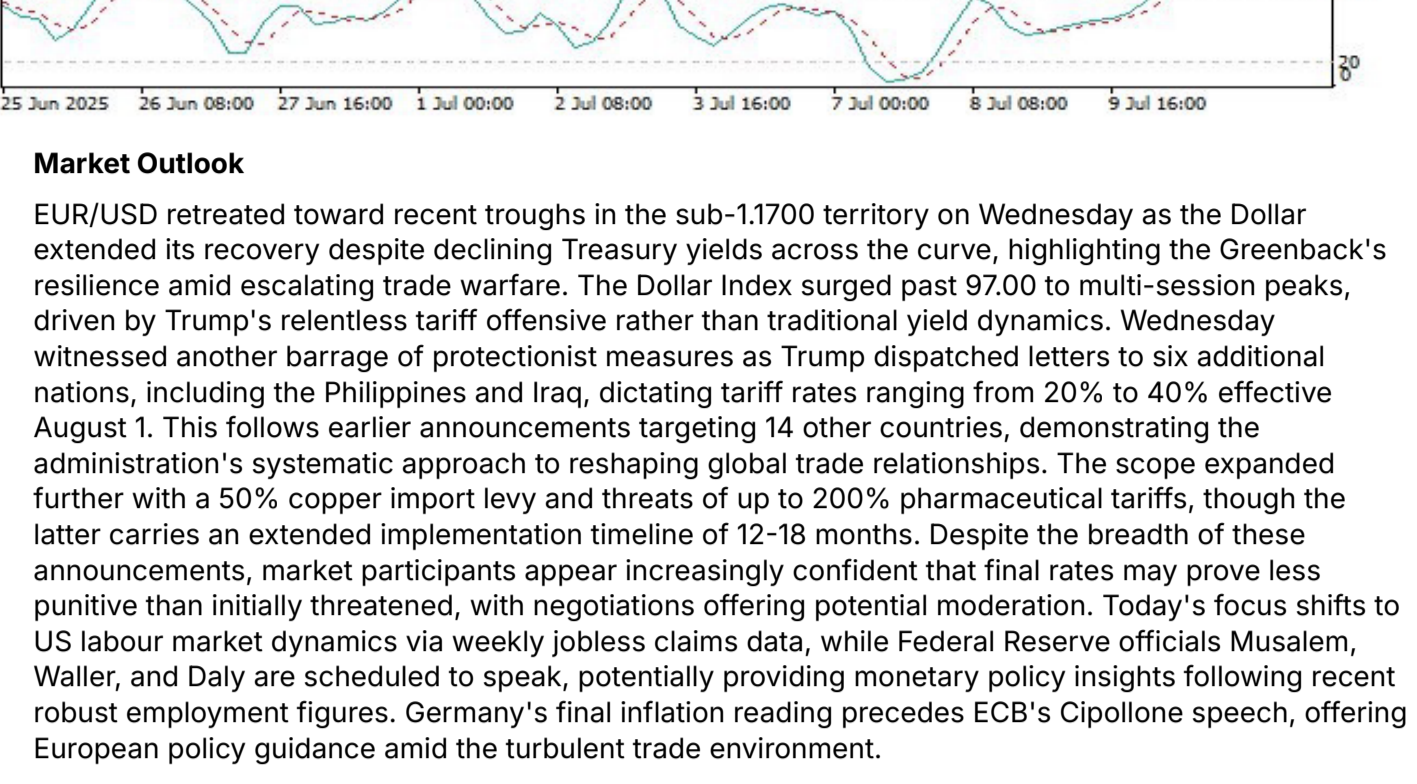 20
0
25 Jun 2025 26 Jun 08:00 27 Jun 16:00 1 Jul 00:00 2 Jul 08:00 3 Jul 16:00 7 Jul 00:00 8 Jul 08:00 9 Jul 16:00
Market Outlook
EUR/USD retreated toward recent troughs in the sub-1.1700 territory on Wednesday as the Dollar
extended its recovery despite declining Treasury yields across the curve, highlighting the Greenback's
resilience amid escalating trade warfare. The Dollar Index surged past 97.00 to multi-session peaks,
driven by Trump's relentless tariff offensive rather than traditional yield dynamics. Wednesday
witnessed another barrage of protectionist measures as Trump dispatched letters to six additional
nations, including the Philippines and Iraq, dictating tariff rates ranging from 20% to 40% effective
August 1. This follows earlier announcements targeting 14 other countries, demonstrating the
administration's systematic approach to reshaping global trade relationships. The scope expanded
further with a 50% copper import levy and threats of up to 200% pharmaceutical tariffs, though the
latter carries an extended implementation timeline of 12-18 months. Despite the breadth of these
announcements, market participants appear increasingly confident that final rates may prove less
punitive than initially threatened, with negotiations offering potential moderation. Today's focus shifts to
US labour market dynamics via weekly jobless claims data, while Federal Reserve officials Musalem,
Waller, and Daly are scheduled to speak, potentially providing monetary policy insights following recent
robust employment figures. Germany's final inflation reading precedes ECB's Cipollone speech, offering
European policy guidance amid the turbulent trade environment.